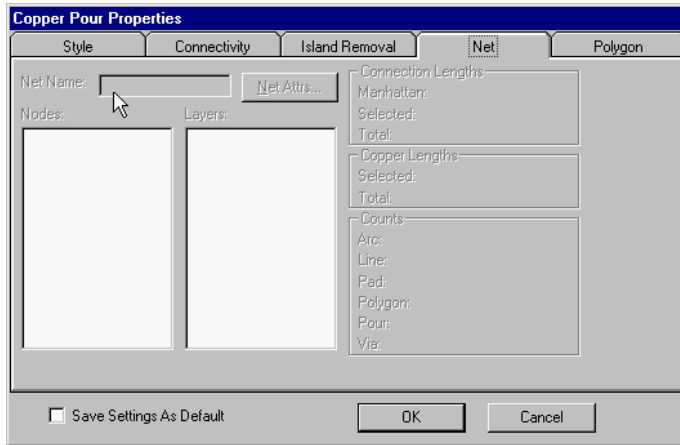 Copper Pour Properties
Style Connectivity Island Removal Net Polygon
Net Name:
Net Attrs...
Nodes:
Layers:
Connection Lengths
Manhattan:
Selected:
Total:
Copper Lengths
Selected:
Total:
Counts
Arc:
Line:
Pad:
Polygon:
Pour:
Via:
Save Settings As Default
OK
Cancel